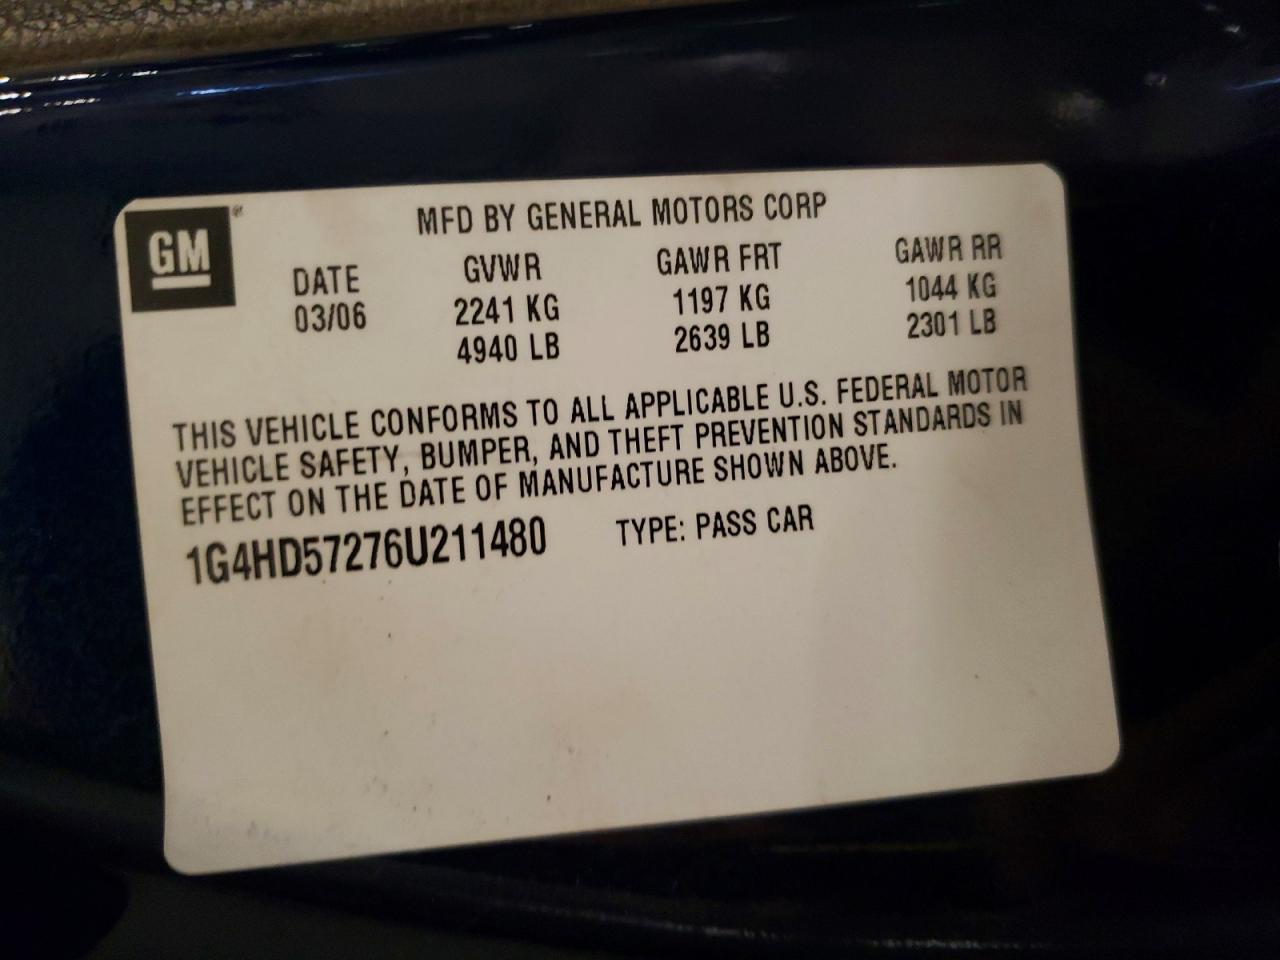 GM®
MFD BY GENERAL MOTORS CORP
DATE GVWR GAWR FRT GAWR RR
03/06 2241 KG 1197 KG 1044 KG
4940 LB 2639 LB 2301 LB
THIS VEHICLE CONFORMS TO ALL APPLICABLE U.S. FEDERAL MOTOR
VEHICLE SAFETY, BUMPER, AND THEFT PREVENTION STANDARDS IN
EFFECT ON THE DATE OF MANUFACTURE SHOWN ABOVE.
1G4HD57276U211480 TYPE: PASS CAR